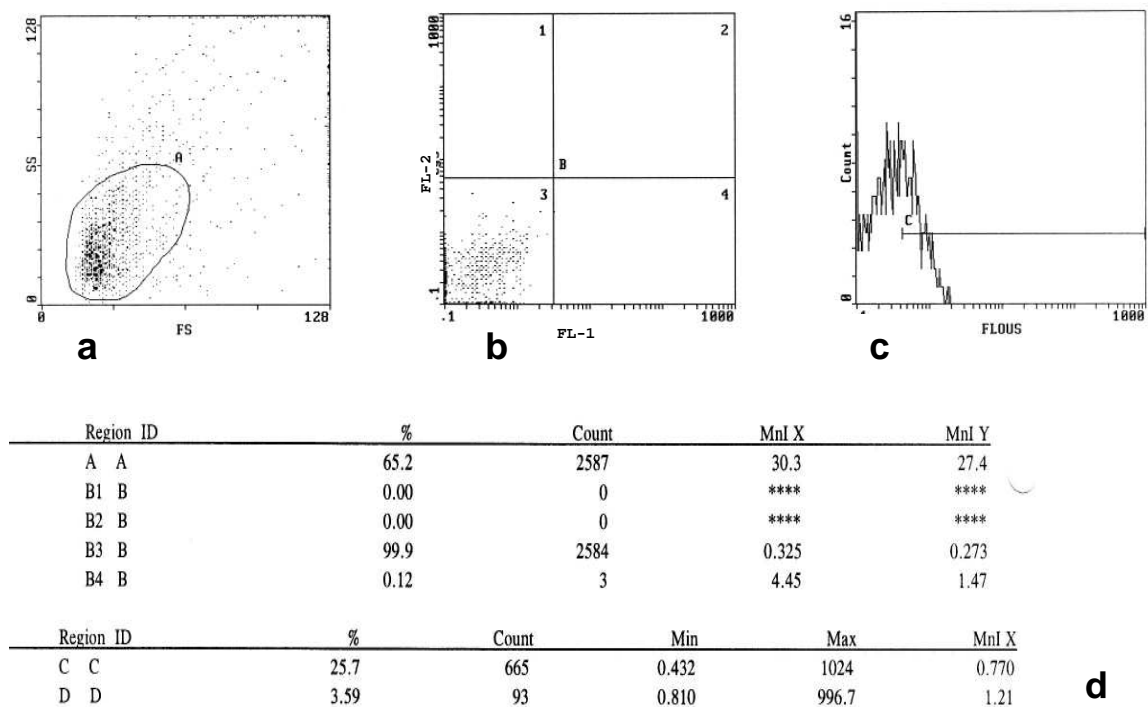 128
SS
A
0
0
FS
128
a
1000
1
2
FL-2
B
3
4
.1
.1
1000
FL-1
b
16
Count
C
0
1000
FLOUS
c
Region ID % Count MnI X MnI Y
A A 65.2 2587 30.3 27.4
B1 B 0.00 0 **** ****
B2 B 0.00 0 **** ****
B3 B 99.9 2584 0.325 0.273
B4 B 0.12 3 4.45 1.47
Region ID % Count Min Max MnI X
C C 25.7 665 0.432 1024 0.770
D D 3.59 93 0.810 996.7 1.21
d